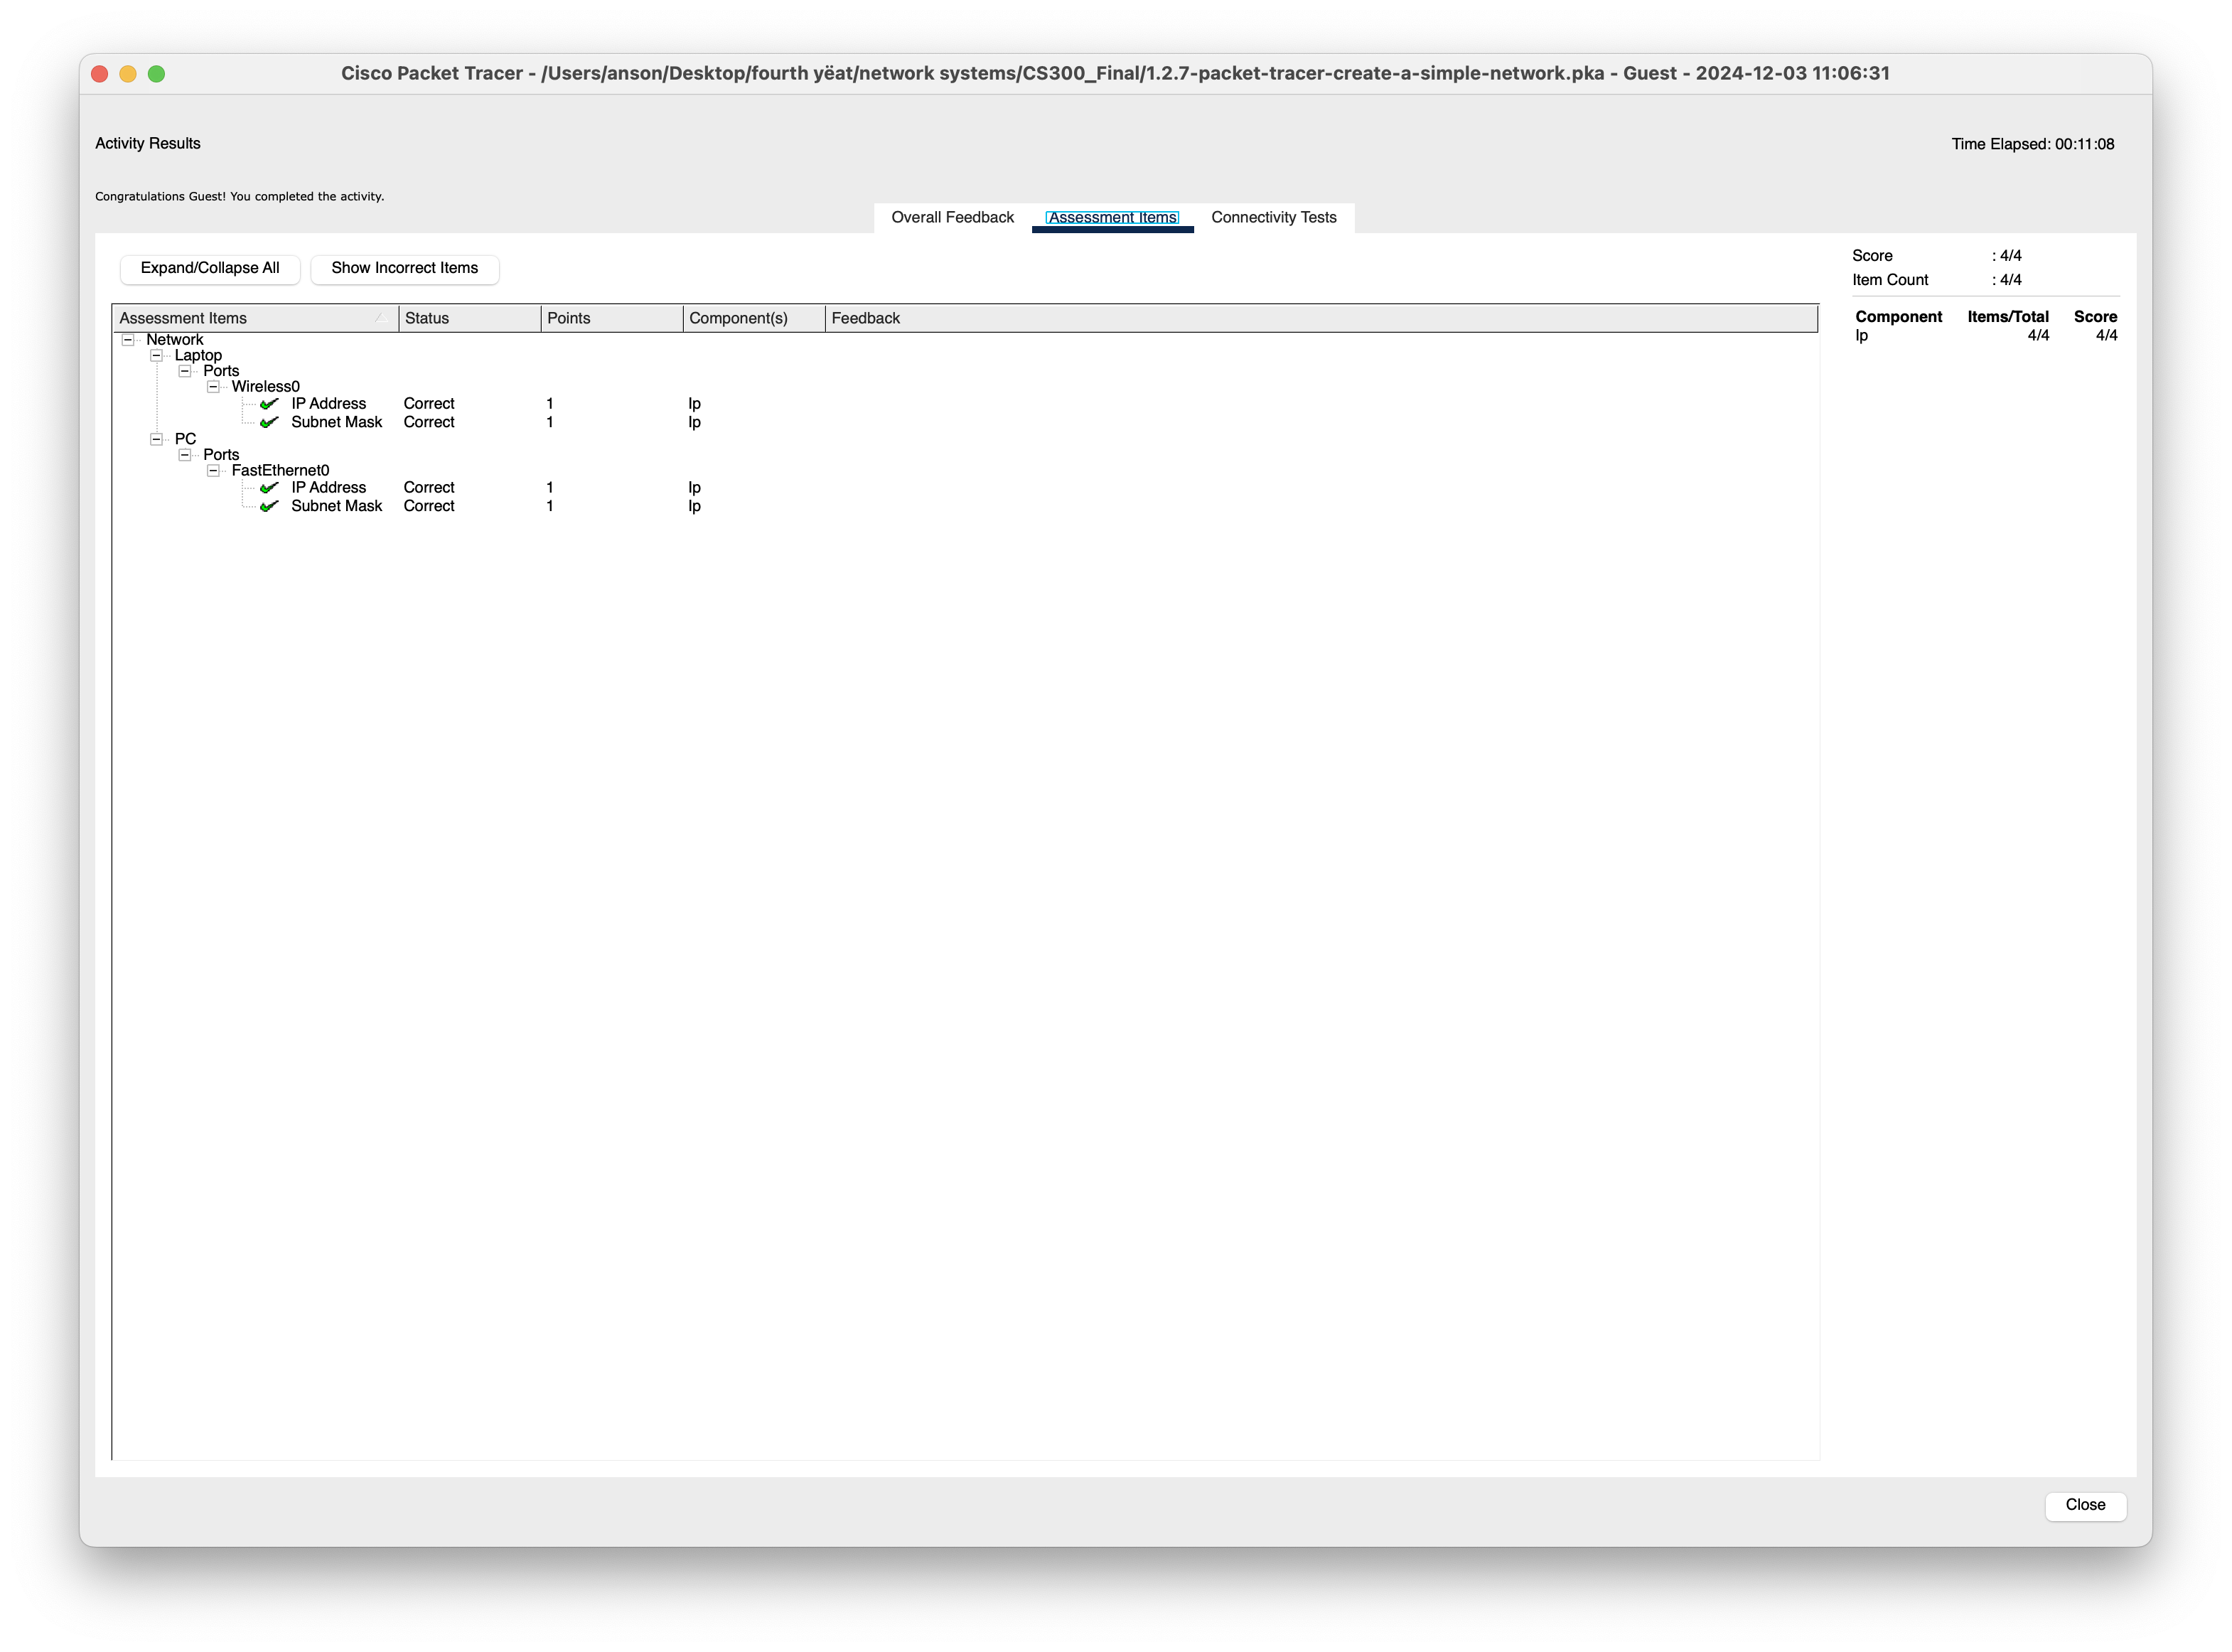 Cisco Packet Tracer - /Users/anson/Desktop/fourth yëat/network systems/CS300_Final/1.2.7-packet-tracer-create-a-simple-network.pka - Guest - 2024-12-03 11:06:31
Activity Results
Time Elapsed: 00:11:08
Congratulations Guest! You completed the activity.
Overall Feedback Assessment Items Connectivity Tests
Expand/Collapse All Show Incorrect Items
Assessment Items Status Points Component(s) Feedback
Network
Laptop
Ports
Wireless0
IP Address Correct 1 Ip
Subnet Mask Correct 1 Ip
PC
Ports
FastEthernet0
IP Address Correct 1 Ip
Subnet Mask Correct 1 Ip
Score : 4/4
Item Count : 4/4
Component Items/Total Score
Ip 4/4 4/4
Close